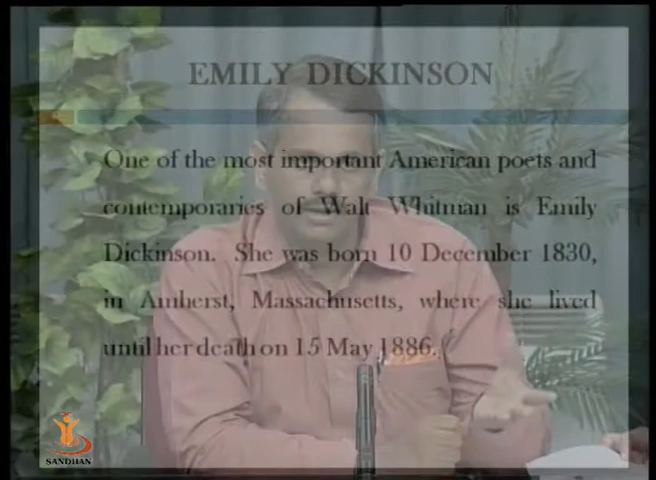 EMILY DICKINSON
One of the most important American poets and
contemporaries of Walt Whitman is Emily
Dickinson. She was born 10 December 1830,
in Amherst, Massachusetts, where she lived
until her death on 15 May 1886.
SANDHAN